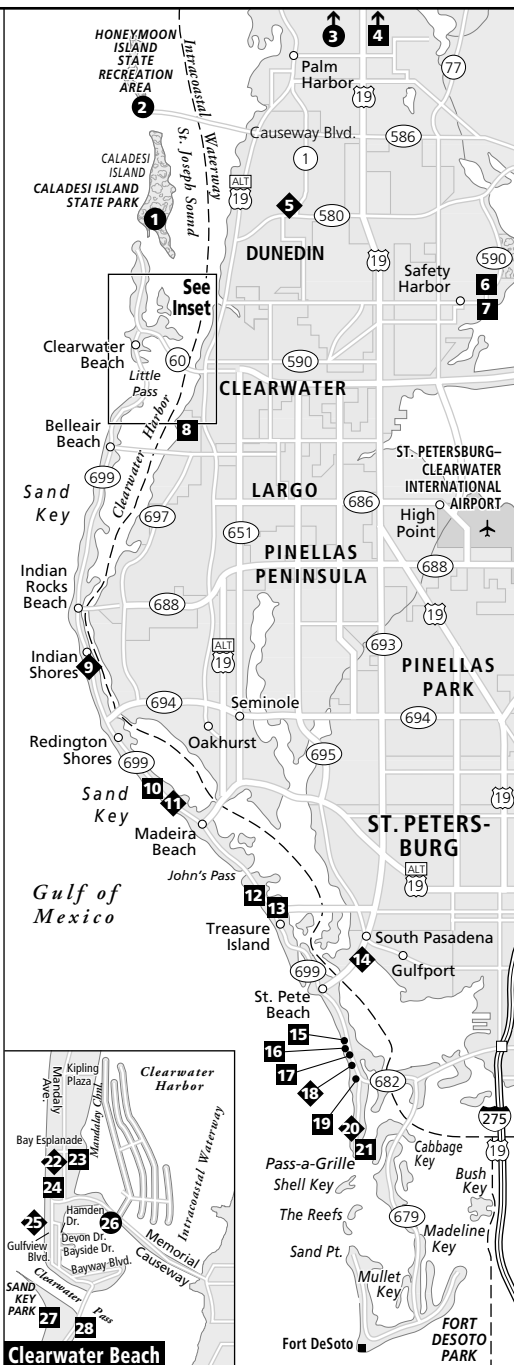 HONEYMOON
ISLAND
STATE
RECREATION
AREA
3
4
Palm
Harbor
77
19
2
Intracoastal Waterway
St. Joseph Sound
Causeway Blvd.
586
1
CALADESI
ISLAND
CALADESI ISLAND
STATE PARK
1
ALT
19
5
580
DUNEDIN
19
590
Safety
Harbor
6
7
See
Inset
Clearwater
Beach
60
590
Little
Pass
CLEARWATER
Clearwater Harbor
Belleair
Beach
8
699
ST. PETERSBURG–
CLEARWATER
INTERNATIONAL
AIRPORT
Sand
Key
LARGO
686
High
Point
697
651
PINELLAS
PENINSULA
688
Indian
Rocks
Beach
688
19
693
ALT
19
Indian
Shores
9
PINELLAS
PARK
694
Seminole
694
Redington
Shores
Oakhurst
699
695
10
Sand
Key
11
19
Madeira
Beach
ST. PETERS-
BURG
John's Pass
ALT
19
Gulf of
Mexico
12
13
Treasure
Island
South Pasadena
14
Gulfport
699
St. Pete
Beach
15
16
17
18
682
19
275
19
20
21
Cabbage
Key
Pass-a-Grille
Shell Key
Bush
Key
The Reefs
679
Madeline
Key
Sand Pt.
Mullet
Key
Fort DeSoto
FORT
DESOTO
PARK
Mandaly
Ave.
Kipling
Plaza
Mandalay Chnl.
Clearwater
Harbor
Bay Esplanade
22
23
24
Intracoastal Waterway
Hamden
Dr.
25
26
Devon Dr.
Gulfview
Blvd.
Bayside Dr.
Memorial
Causeway
Bayway Blvd.
Clearwater Pass
SAND
KEY
PARK
27
28
Clearwater Beach